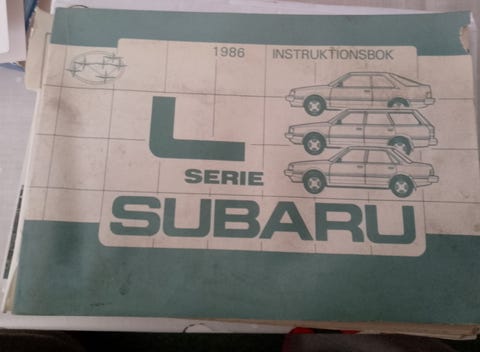 1986 INSTRUKTIONSBOK
L
SERIE
SUBARU